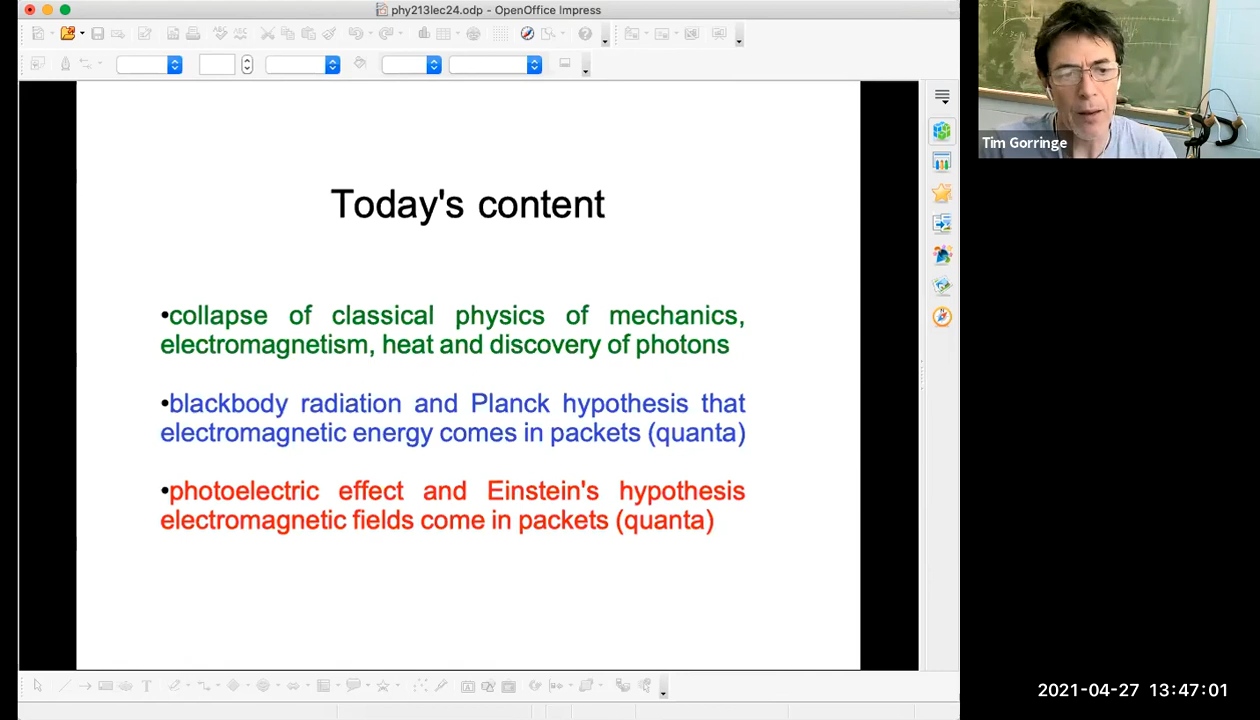 phy213lec24.odp - OpenOffice Impress
Tim Gorringe
Today's content
•collapse of classical physics of mechanics,
electromagnetism, heat and discovery of photons
•blackbody radiation and Planck hypothesis that
electromagnetic energy comes in packets (quanta)
•photoelectric effect and Einstein's hypothesis
electromagnetic fields come in packets (quanta)
2021-04-27 13:47:01